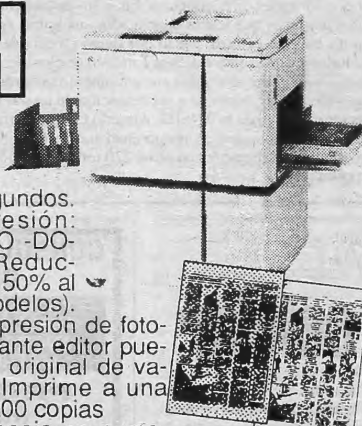 gundos.
esión:
O -DO-
Reduc-
50% al
odelos).
presión de foto-
ante editor pue-
original de va-
Imprime a una
00 copias